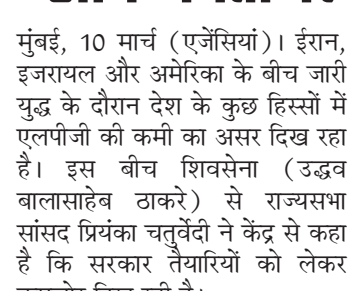 मुंबई, 10 मार्च (एजेंसियां)। ईरान,
इजरायल और अमेरिका के बीच जारी
युद्ध के दौरान देश के कुछ हिस्सों में
एलपीजी की कमी का असर दिख रहा
है। इस बीच शिवसेना (उद्धव
बालासाहेब ठाकरे) से राज्यसभा
सांसद प्रियंका चतुर्वेदी ने केंद्र से कहा
है कि सरकार तैयारियों को लेकर